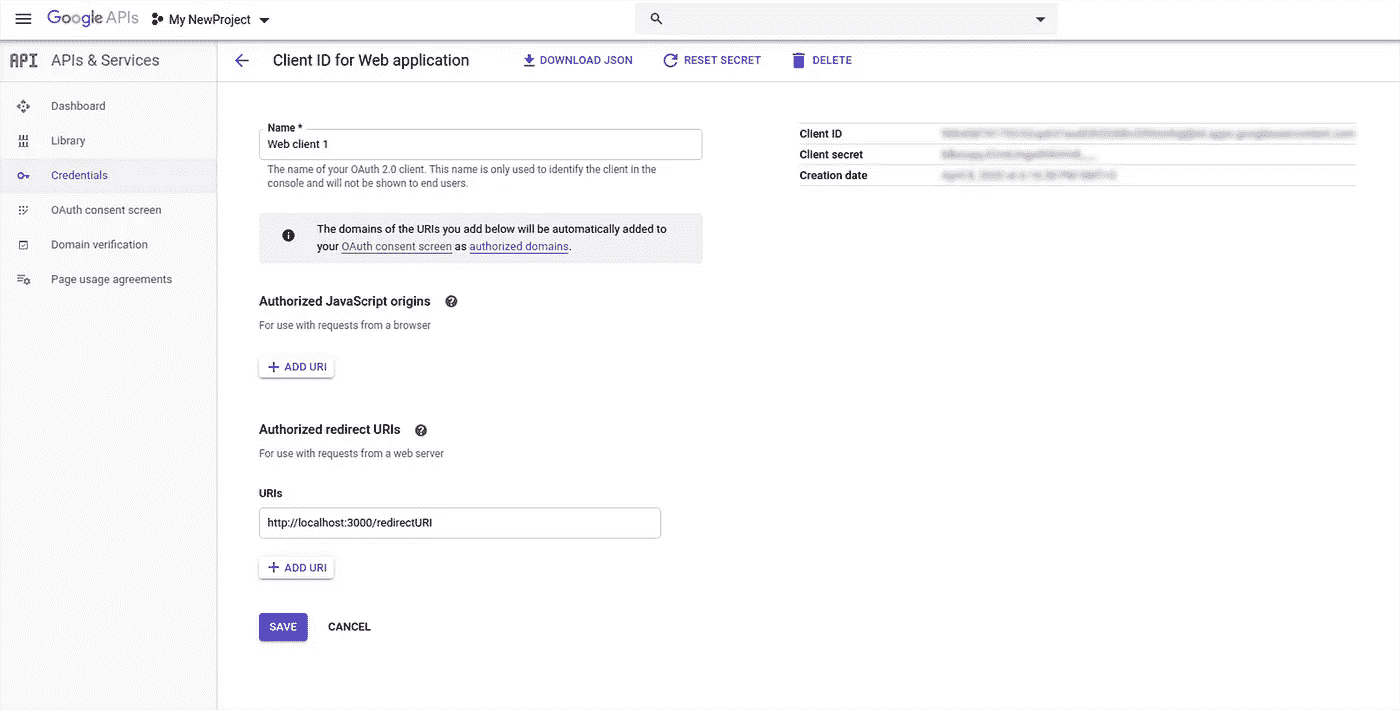 Google APIs
My NewProject
API APIs & Services
Client ID for Web application
DOWNLOAD JSON
RESET SECRET
DELETE
Dashboard
Library
Credentials
OAuth consent screen
Domain verification
Page usage agreements
Name *
Web client 1
The name of your OAuth 2.0 client. This name is only used to identify the client in the
console and will not be shown to end users.
The domains of the URIs you add below will be automatically added to
your OAuth consent screen as authorized domains.
Authorized JavaScript origins
For use with requests from a browser
ADD URI
Authorized redirect URIs
For use with requests from a web server
URIs
http://localhost:3000/redirectURI
ADD URI
SAVE
CANCEL
Client ID
Client secret
Creation date